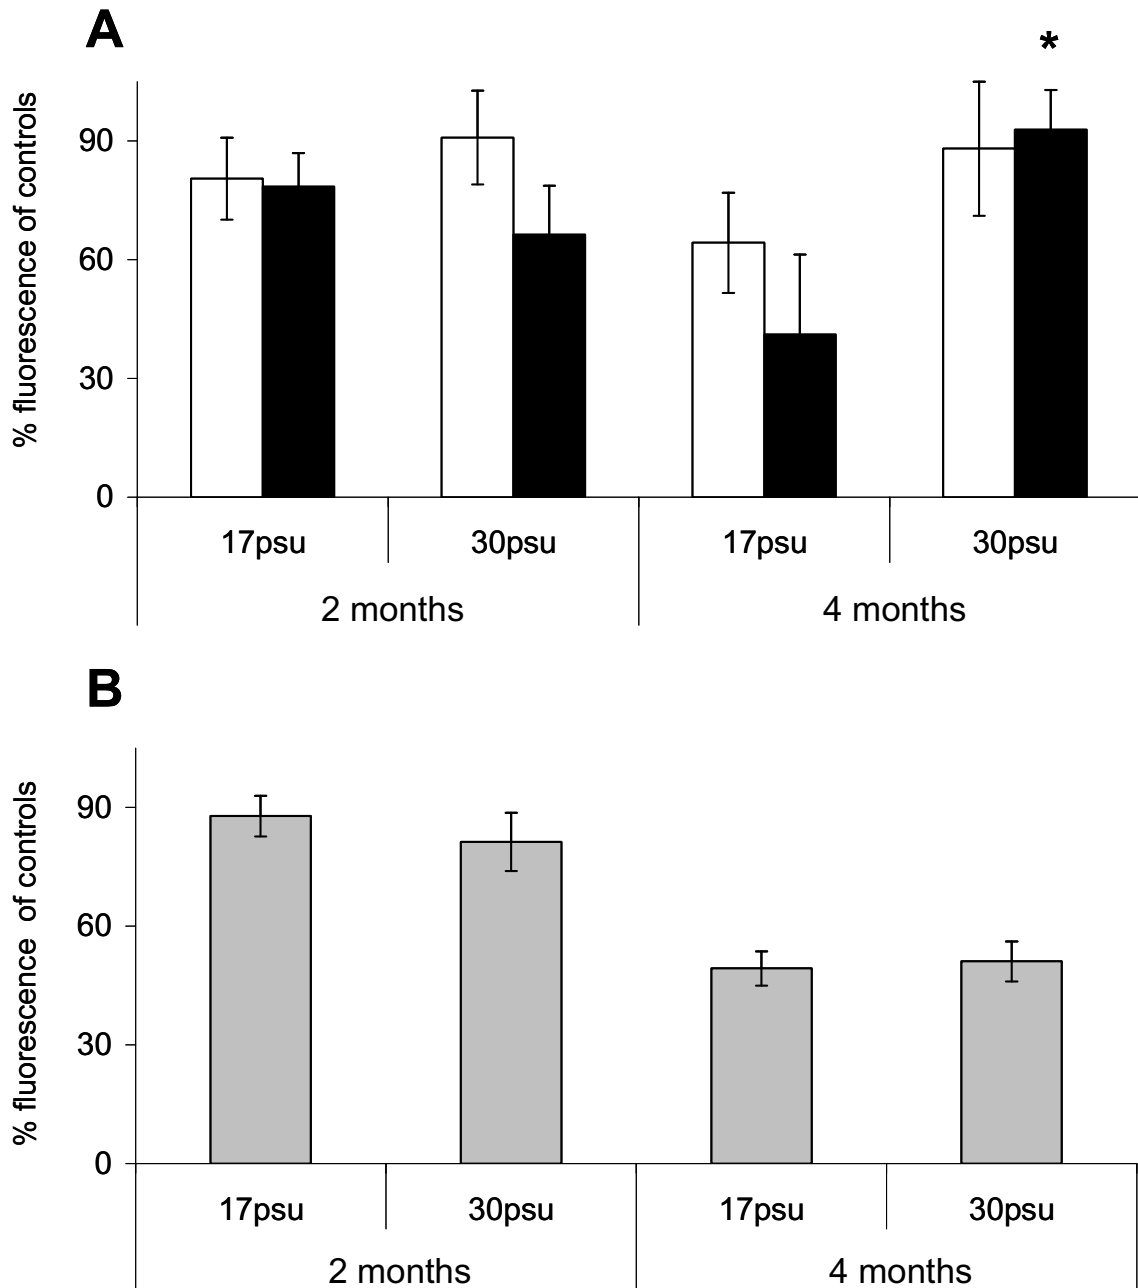 A
*
% fluorescence of controls
90
60
30
0
17psu 30psu 17psu 30psu
2 months 4 months
B
% fluorescence of controls
90
60
30
0
17psu 30psu 17psu 30psu
2 months 4 months